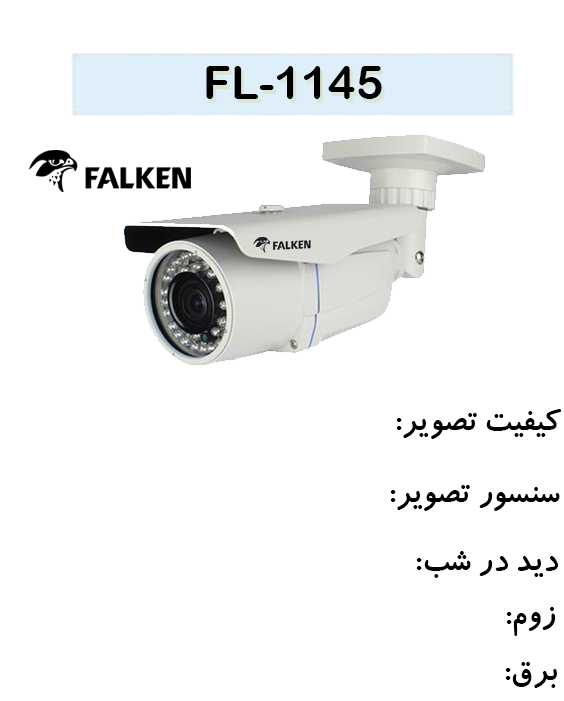 FL-1145
FALKEN
FALKEN
کیفیت تصویر:
سنسور تصویر:
دید در شب:
زوم:
برق: